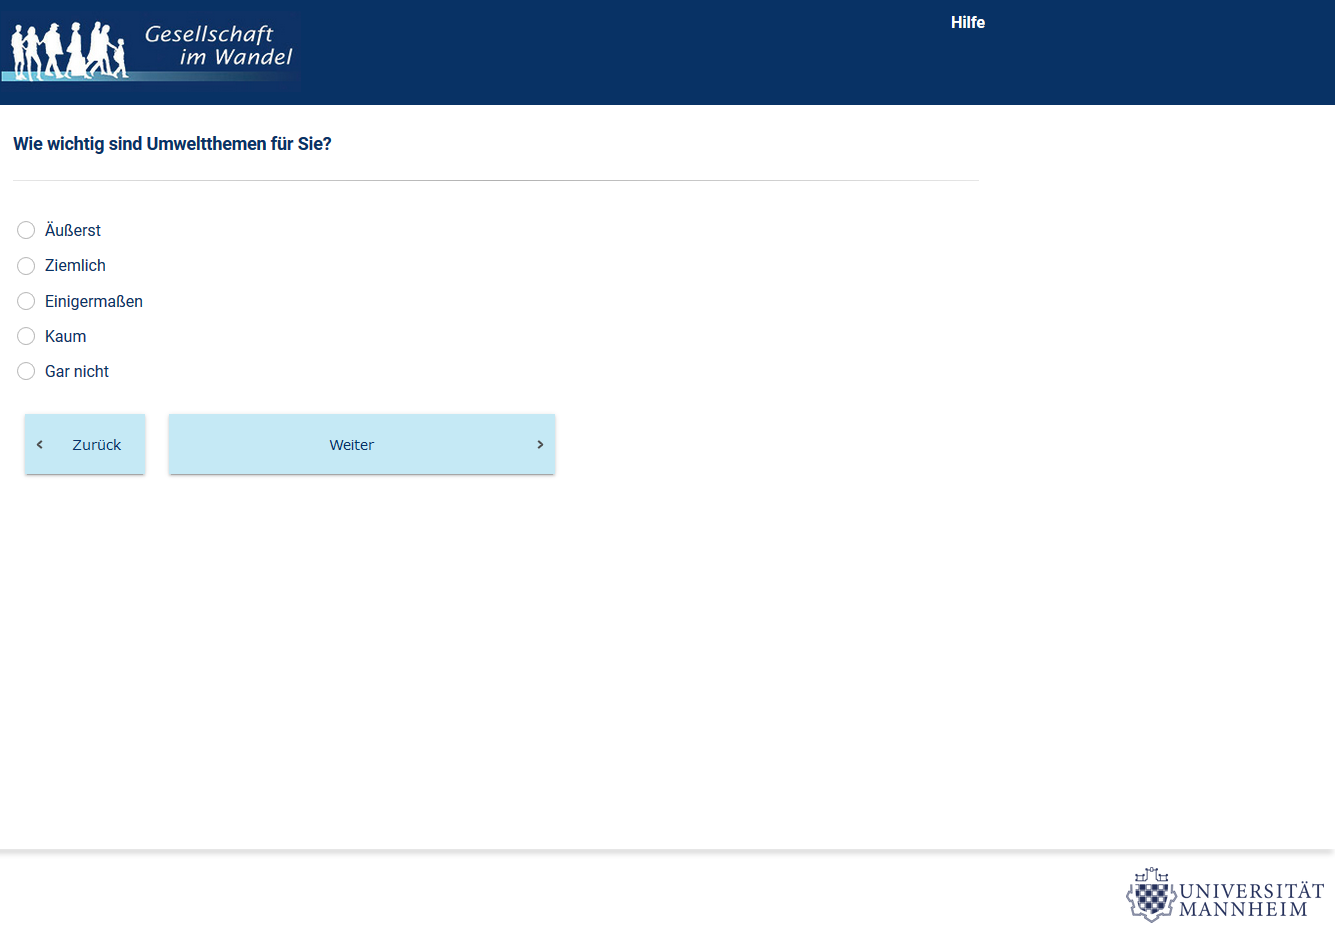 Gesellschaft
im Wandel
Hilfe
Wie wichtig sind Umweltthemen für Sie?
Äußerst
Ziemlich
Einigermaßen
Kaum
Gar nicht
Zurück
Weiter
UNIVERSITÄT
MANNHEIM